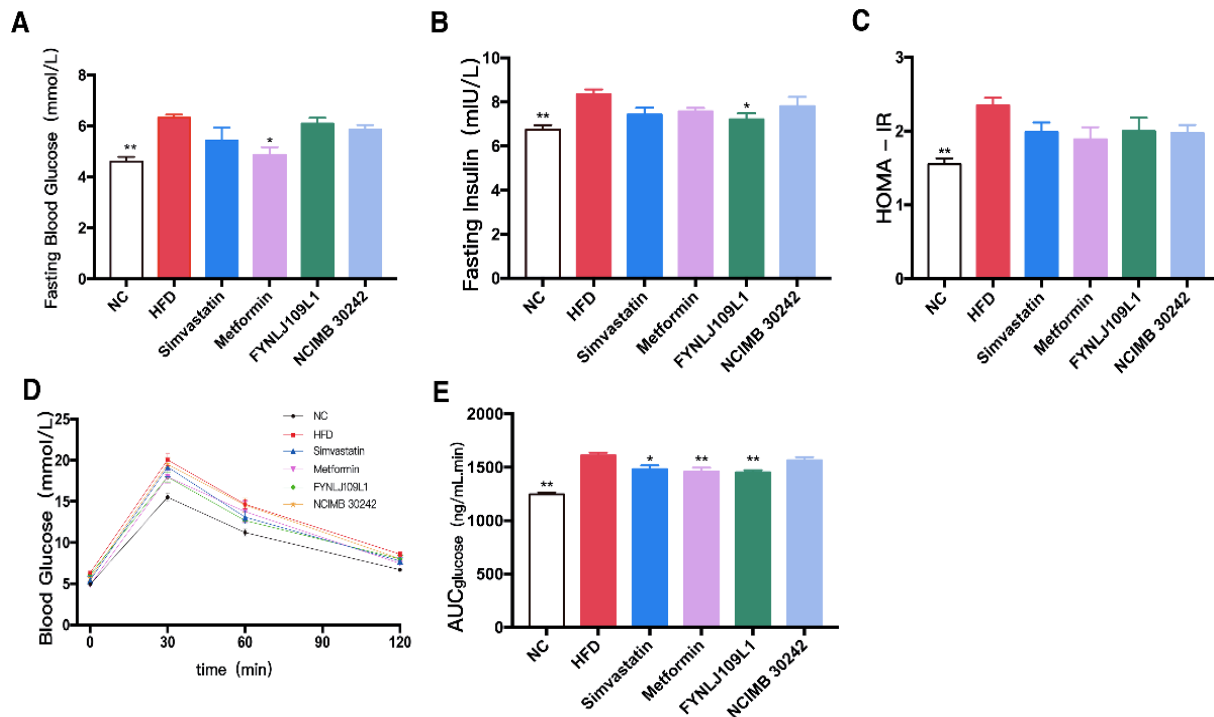 A
Fasting Blood Glucose (mmol/L)
8
6
4
2
0
**
*
NC
HFD
Simvastatin
Metformin
FYNLJ109L1
NCIMB 30242
B
Fasting Insulin (mIU/L)
10
8
6
4
2
0
**
*
NC
HFD
Simvastatin
Metformin
FYNLJ109L1
NCIMB 30242
C
HOMA – IR
3
2
1
0
**
NC
HFD
Simvastatin
Metformin
FYNLJ109L1
NCIMB 30242
D
Blood Glucose (mmol/L)
25
20
15
10
5
0
0
30
60
90
120
time (min)
NC
HFD
Simvastatin
Metformin
FYNLJ109L1
NCIMB 30242
E
AUCglucose (ng/mL.min)
2000
1500
1000
500
0
**
*
**
**
NC
HFD
Simvastatin
Metformin
FYNLJ109L1
NCIMB 30242